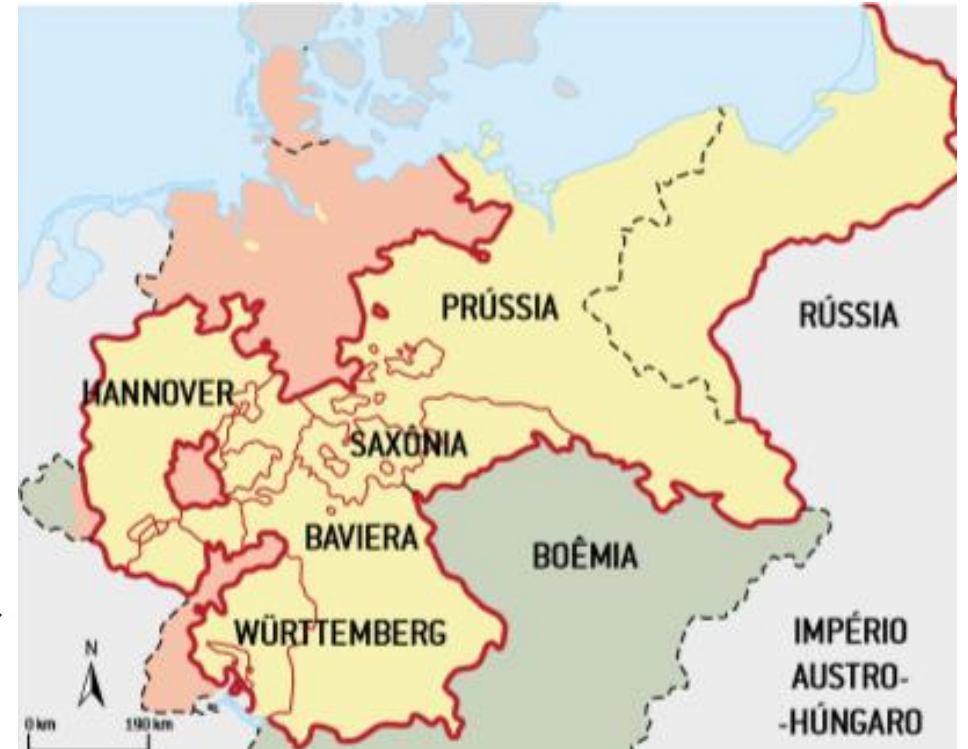 PRÚSSIA
RÚSSIA
HANNOVER
SAXÔNIA
BAVIERA
BOÊMIA
WÜRTTEMBERG
IMPÉRIO
AUSTRO-
-HÚNGARO
N
0 km 190 km